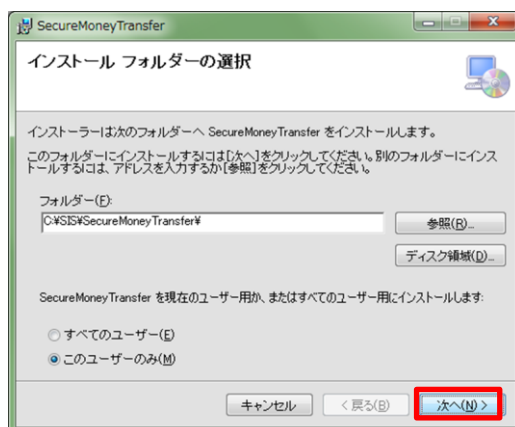 SecureMoneyTransfer
インストール フォルダーの選択
インストーラーは次のフォルダーへ SecureMoneyTransfer をインストールします。
このフォルダーにインストールするには[次へ]をクリックしてください。別のフォルダーにインス
トールするには、アドレスを入力するか[参照]をクリックしてください。
フォルダー(F):
C:¥SIS¥SecureMoneyTransfer¥
参照(R)...
ディスク領域(D)...
SecureMoneyTransfer を現在のユーザー用か、またはすべてのユーザー用にインストールします:
すべてのユーザー(E)
このユーザーのみ(M)
キャンセル
< 戻る(B)
次へ(N) >